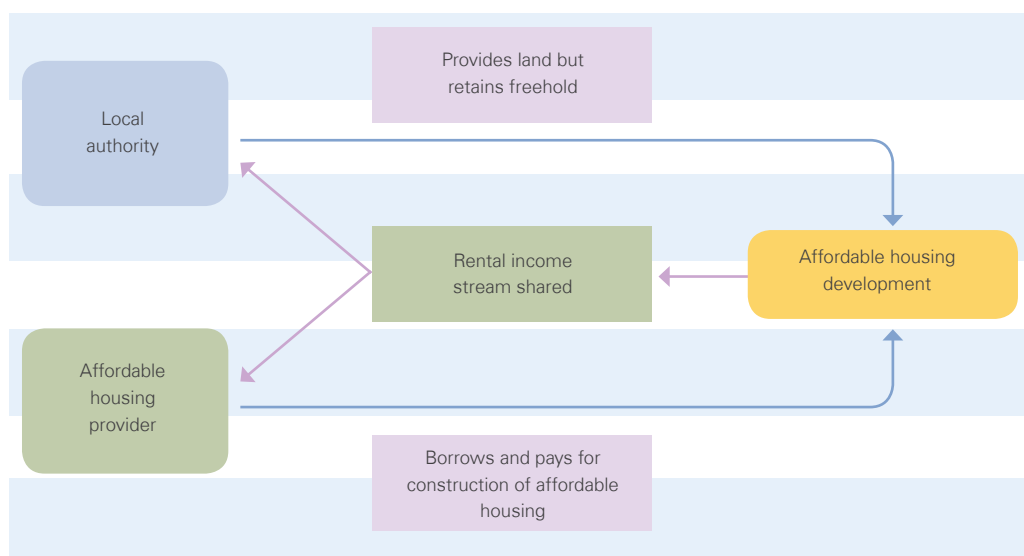 Provides land but
retains freehold
Local
authority
Rental income
stream shared
Affordable housing
development
Affordable
housing
provider
Borrows and pays for
construction of affordable
housing